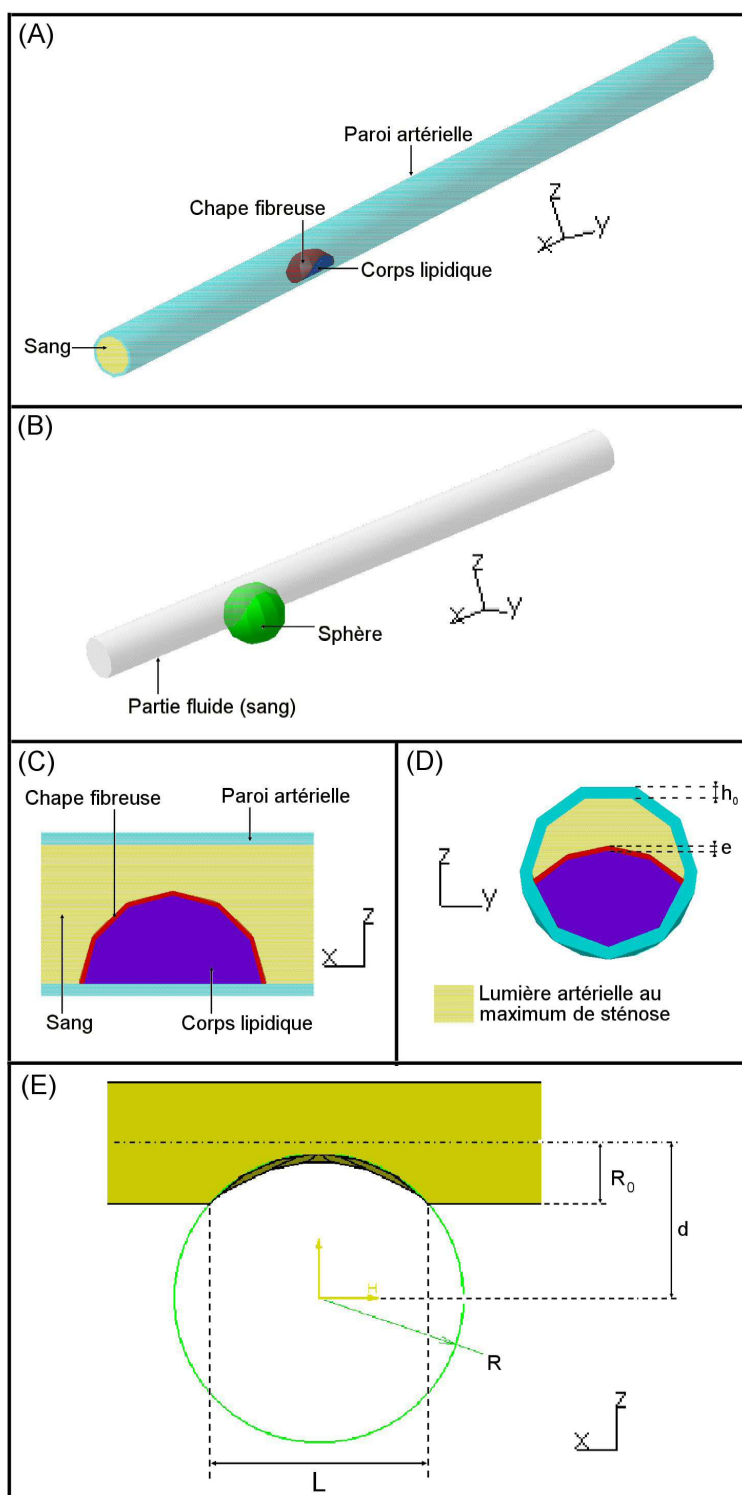 (A)
Paroi artérielle
Chape fibreuse
Corps lipidique
Sang
Z
X
y
(B)
Sphère
Partie fluide (sang)
Z
X
y
(C)
Chape fibreuse
Paroi artérielle
Sang
Corps lipidique
Z
X
(D)
h₀
e
Z
y
Lumière artérielle au
maximum de sténose
(E)
R₀
d
H
R
L
Z
X